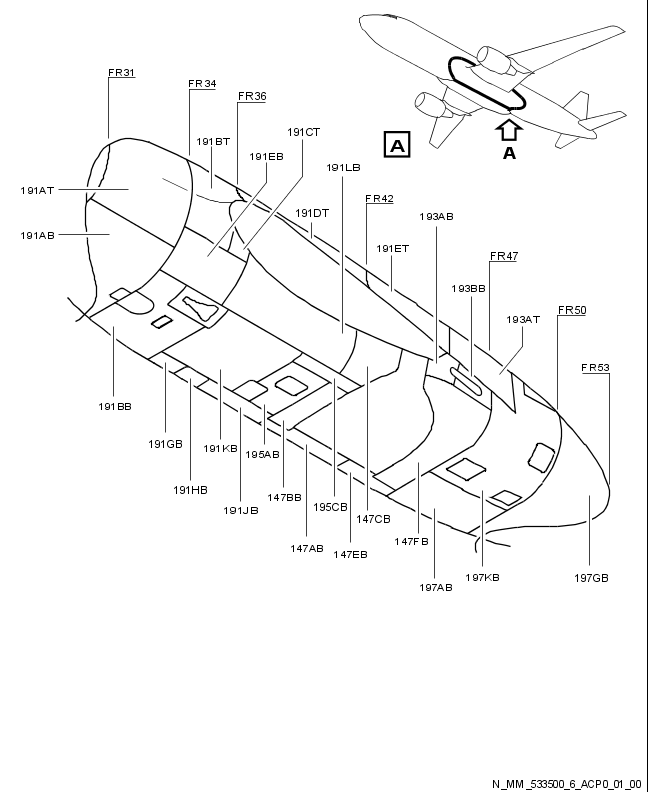 FR31
FR34
FR36
191BT
191CT
191EB
191LB
A
A
191AT
191DT
FR42
193AB
191AB
191ET
FR47
193BB
FR50
193AT
FR53
191BB
191GB
191KB
195AB
191HB
147BB
191JB
195CB
147CB
147AB
147EB
147FB
197AB
197KB
197GB
N_MM_533500_6_ACP0_01_00